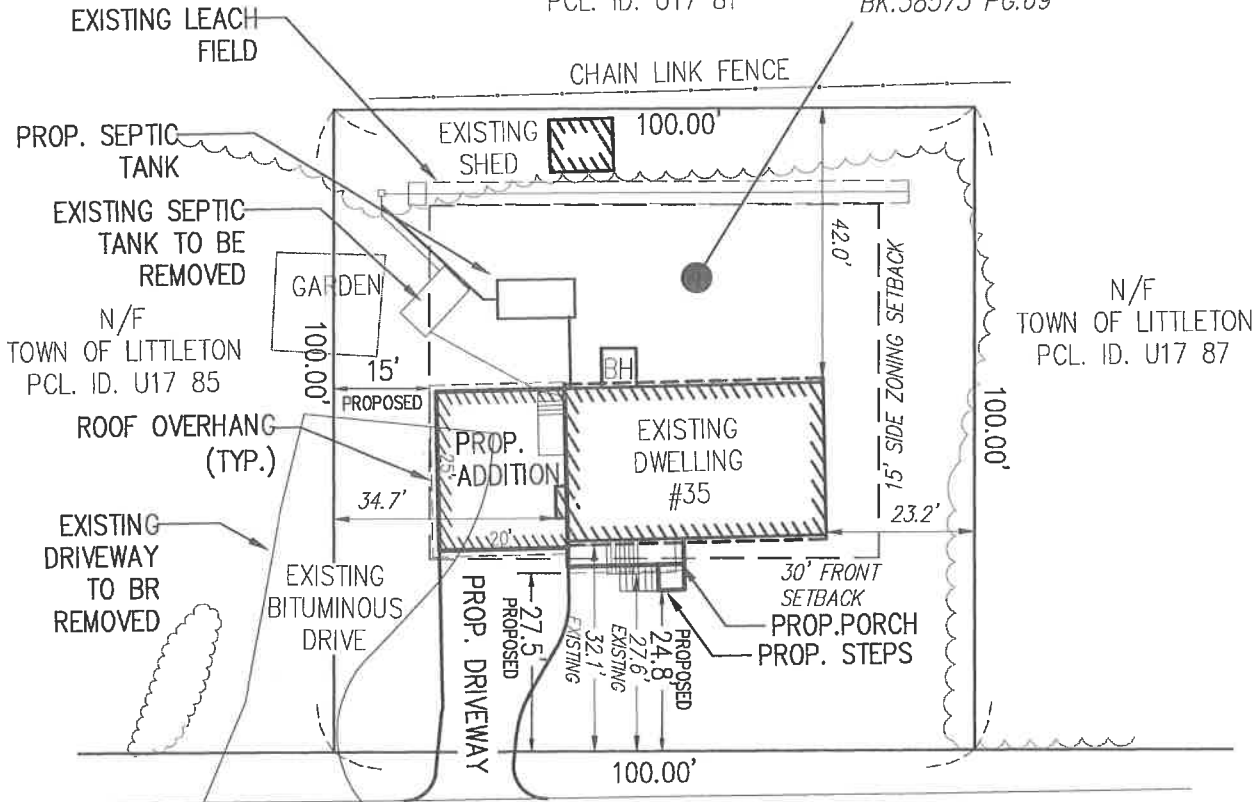 PCL. ID. U17 81
BK.38575 PG.69
EXISTING LEACH
FIELD
CHAIN LINK FENCE
100.00'
PROP. SEPTIC
TANK
EXISTING
SHED
EXISTING SEPTIC
TANK TO BE
REMOVED
GARDEN
42.0'
15' SIDE ZONING SETBACK
N/F
TOWN OF LITTLETON
PCL. ID. U17 85
N/F
TOWN OF LITTLETON
PCL. ID. U17 87
100.00'
15'
PROPOSED
BH
100.00'
ROOF OVERHANG
(TYP.)
PROP.
ADDITION
25'
20'
EXISTING
DWELLING
#35
34.7'
23.2'
EXISTING
DRIVEWAY
TO BR
REMOVED
EXISTING
BITUMINOUS
DRIVE
PROP. DRIVEWAY
27.5'
PROPOSED
32.1'
EXISTING
27.6'
EXISTING
24.8'
PROPOSED
30' FRONT
SETBACK
PROP.PORCH
PROP. STEPS
100.00'